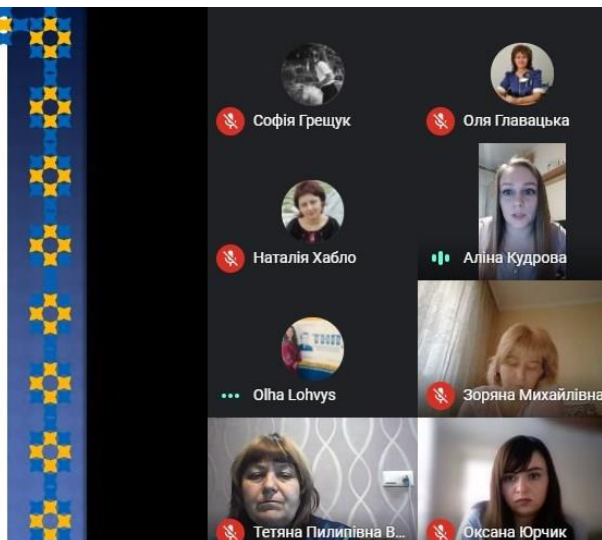 Софія Грещук
Оля Главацька
Наталія Хабло
Аліна Кудрова
Olha Lohvys
Зоряна Михайлівна
Тетяна Пилипівна В...
Оксана Юрчик